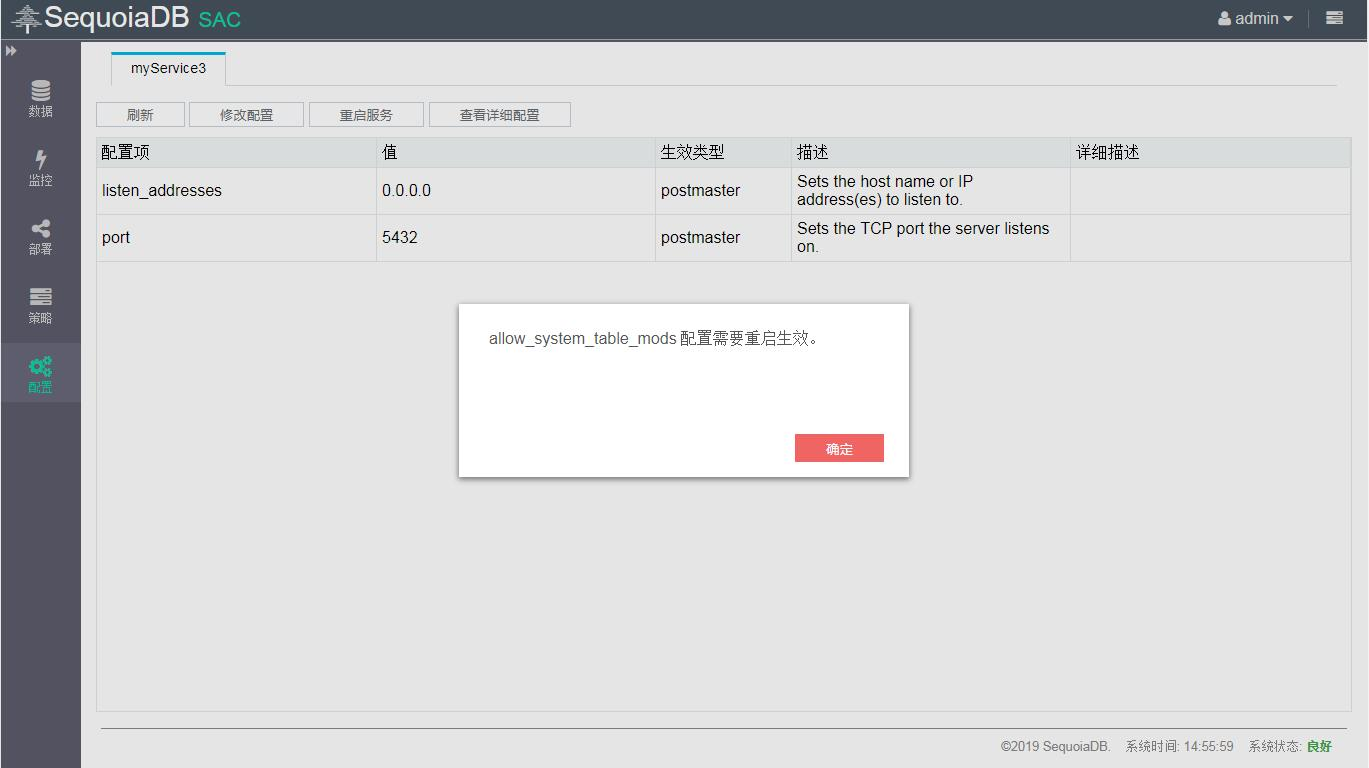 SequoiaDB SAC
admin
myService3
数据
监控
部署
策略
配置
刷新 修改配置 重启服务 查看详细配置
配置项 值 生效类型 描述 详细描述
listen_addresses 0.0.0.0 postmaster Sets the host name or IP
address(es) to listen to.
port 5432 postmaster Sets the TCP port the server listens
on.
allow_system_table_mods 配置需要重启生效。
确定
©2019 SequoiaDB. 系统时间: 14:55:59 系统状态: 良好